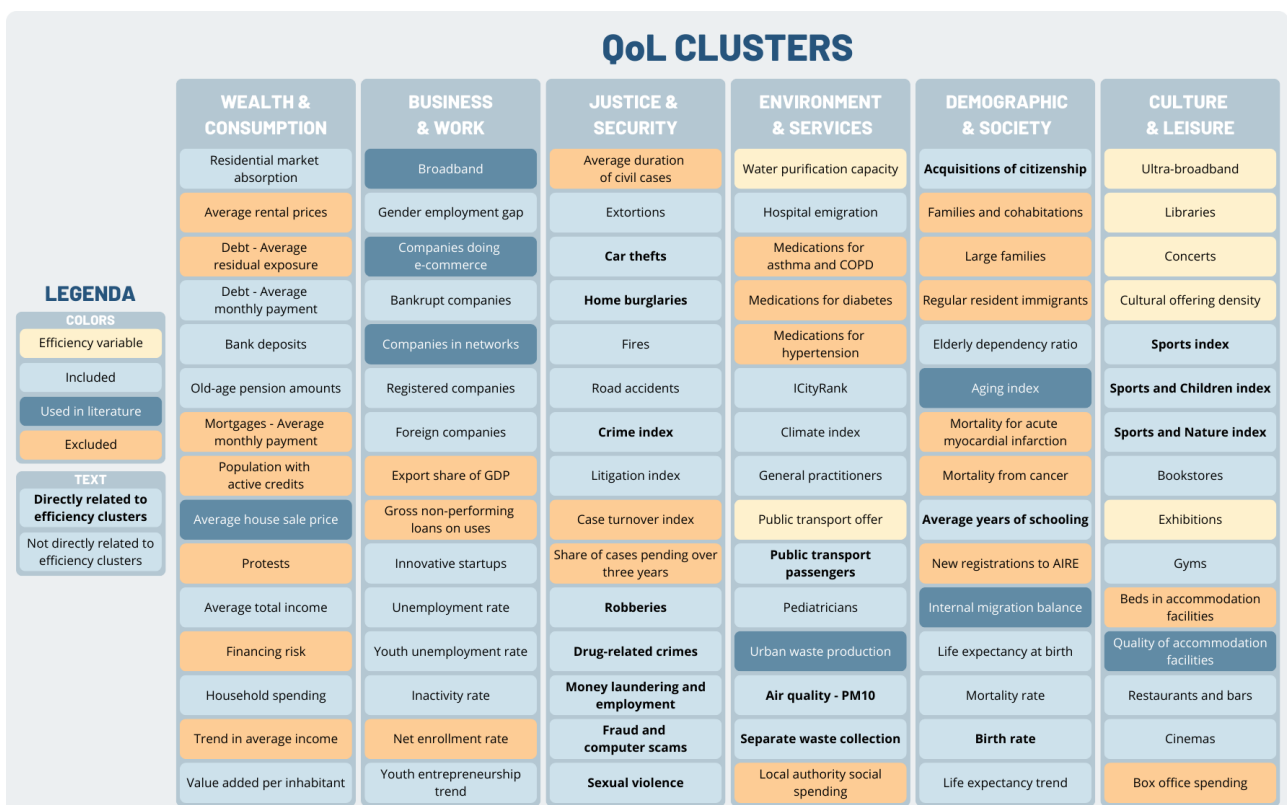 QoL CLUSTERS
LEGENDA
COLORS
Efficiency variable
Included
Used in literature
Excluded
TEXT
Directly related to
efficiency clusters
Not directly related to
efficiency clusters
WEALTH &
CONSUMPTION
Residential market
absorption
Average rental prices
Debt - Average
residual exposure
Debt - Average
monthly payment
Bank deposits
Old-age pension amounts
Mortgages - Average
monthly payment
Population with
active credits
Average house sale price
Protests
Average total income
Financing risk
Household spending
Trend in average income
Value added per inhabitant
BUSINESS
& WORK
Broadband
Gender employment gap
Companies doing
e-commerce
Bankrupt companies
Companies in networks
Registered companies
Foreign companies
Export share of GDP
Gross non-performing
loans on uses
Innovative startups
Unemployment rate
Youth unemployment rate
Inactivity rate
Net enrollment rate
Youth entrepreneurship
trend
JUSTICE &
SECURITY
Average duration
of civil cases
Extortions
Car thefts
Home burglaries
Fires
Road accidents
Crime index
Litigation index
Case turnover index
Share of cases pending over
three years
Robberies
Drug-related crimes
Money laundering and
employment
Fraud and
computer scams
Sexual violence
ENVIRONMENT
& SERVICES
Water purification capacity
Hospital emigration
Medications for
asthma and COPD
Medications for diabetes
Medications for
hypertension
ICityRank
Climate index
General practitioners
Public transport offer
Public transport
passengers
Pediatricians
Urban waste production
Air quality - PM10
Separate waste collection
Local authority social
spending
DEMOGRAPHIC
& SOCIETY
Acquisitions of citizenship
Families and cohabitations
Large families
Regular resident immigrants
Elderly dependency ratio
Aging index
Mortality for acute
myocardial infarction
Mortality from cancer
Average years of schooling
New registrations to AIRE
Internal migration balance
Life expectancy at birth
Mortality rate
Birth rate
Life expectancy trend
CULTURE
& LEISURE
Ultra-broadband
Libraries
Concerts
Cultural offering density
Sports index
Sports and Children index
Sports and Nature index
Bookstores
Exhibitions
Gyms
Beds in accommodation
facilities
Quality of accommodation
facilities
Restaurants and bars
Cinemas
Box office spending